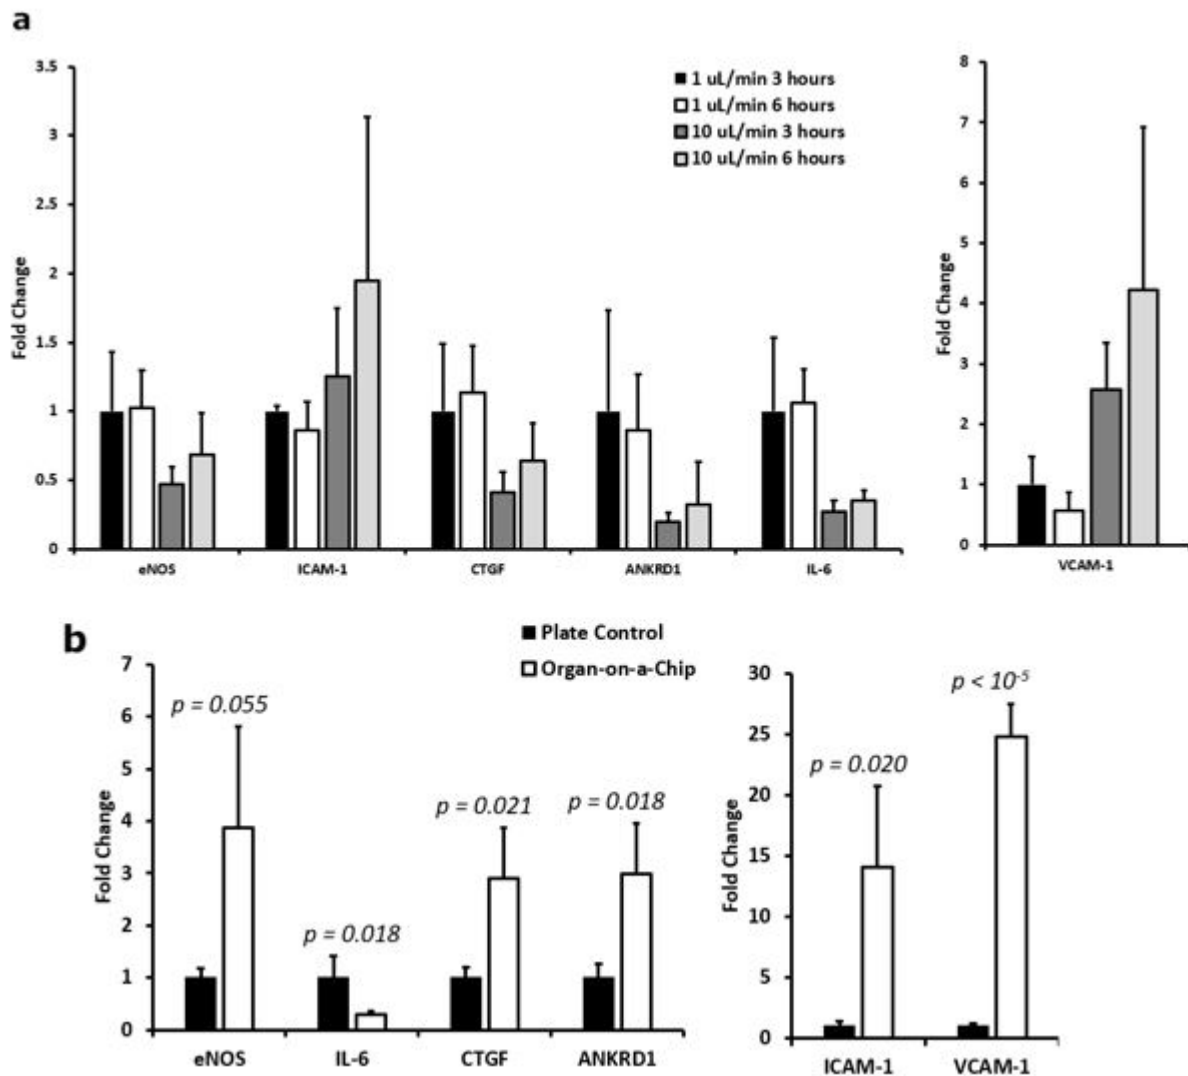 a
3.5
3
2.5
2
1.5
1
0.5
0
Fold Change
eNOS
ICAM-1
CTGF
ANKRD1
IL-6
1 uL/min 3 hours
1 uL/min 6 hours
10 uL/min 3 hours
10 uL/min 6 hours
8
7
6
5
4
3
2
1
0
Fold Change
VCAM-1
b
Plate Control
Organ-on-a-Chip
7
6
5
4
3
2
1
0
Fold Change
p = 0.055
p = 0.018
p = 0.021
p = 0.018
eNOS
IL-6
CTGF
ANKRD1
30
25
20
15
10
5
0
Fold Change
p = 0.020
p < 10⁻⁵
ICAM-1
VCAM-1